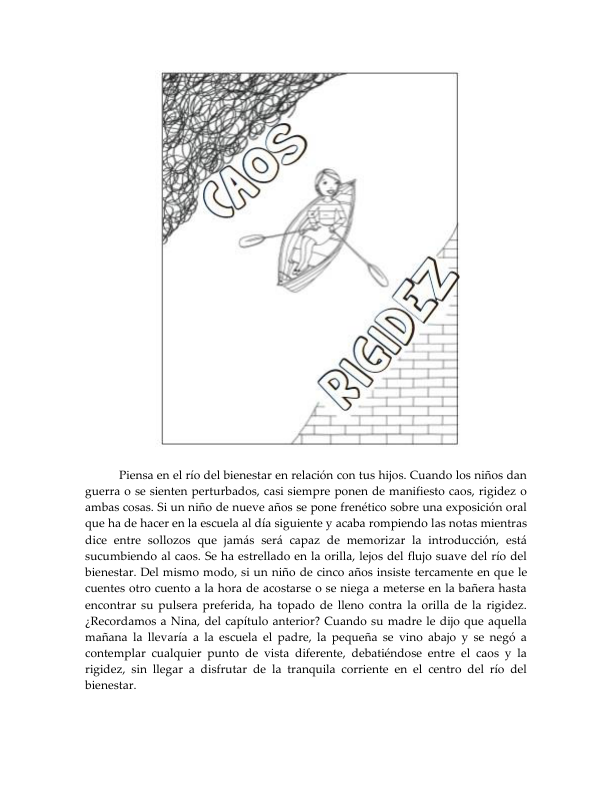 CAOS
RIGIDEZ
Piensa en el río del bienestar en relación con tus hijos. Cuando los niños dan
guerra o se sienten perturbados, casi siempre ponen de manifiesto caos, rigidez o
ambas cosas. Si un niño de nueve años se pone frenético sobre una exposición oral
que ha de hacer en la escuela al día siguiente y acaba rompiendo las notas mientras
dice entre sollozos que jamás será capaz de memorizar la introducción, está
sucumbiendo al caos. Se ha estrellado en la orilla, lejos del flujo suave del río del
bienestar. Del mismo modo, si un niño de cinco años insiste tercamente en que le
cuentes otro cuento a la hora de acostarse o se niega a meterse en la bañera hasta
encontrar su pulsera preferida, ha topado de lleno contra la orilla de la rigidez.
¿Recordamos a Nina, del capítulo anterior? Cuando su madre le dijo que aquella
mañana la llevaría a la escuela el padre, la pequeña se vino abajo y se negó a
contemplar cualquier punto de vista diferente, debatiéndose entre el caos y la
rigidez, sin llegar a disfrutar de la tranquila corriente en el centro del río del
bienestar.